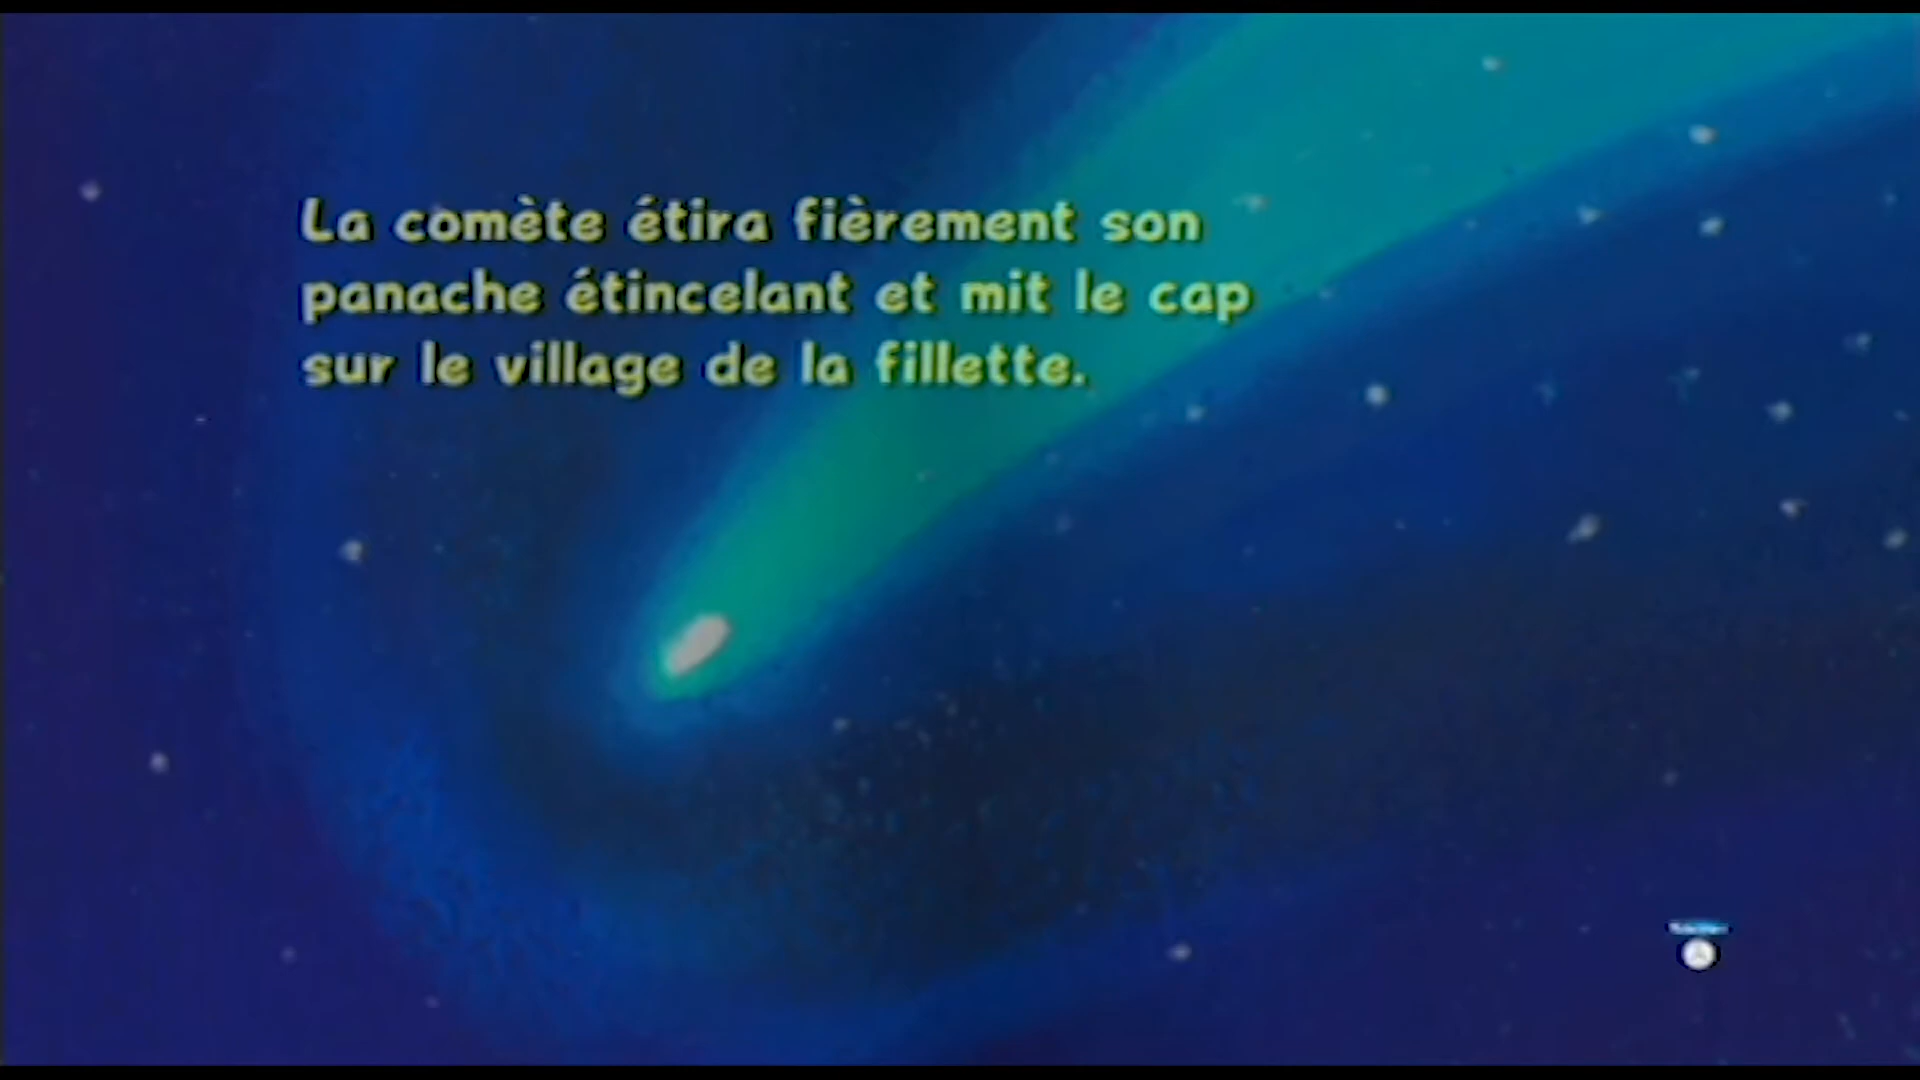 La comète étira fièrement son
panache étincelant et mit le cap
sur le village de la fillette.